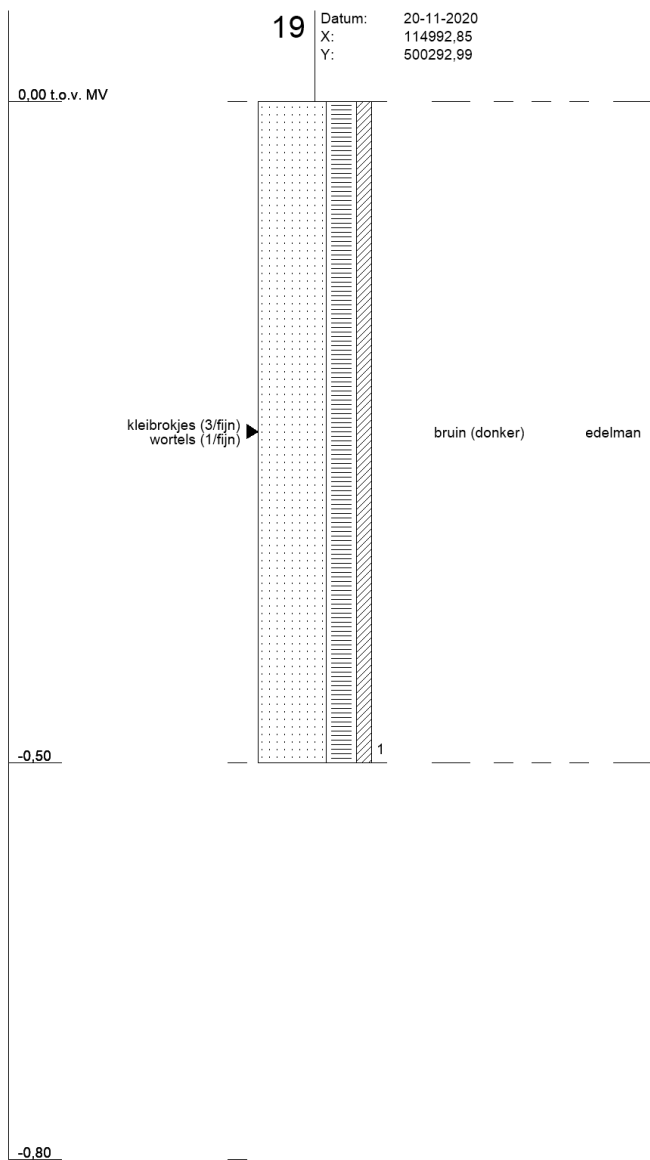 19
Datum: 20-11-2020
X: 114992,85
Y: 500292,99
0,00 t.o.v. MV
kleibrokjes (3/fijn)
wortels (1/fijn)
bruin (donker) edelman
1
-0,50
-0,80